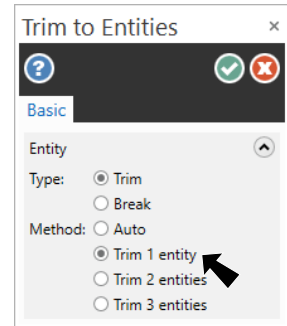 Trim to Entities ×
?
Basic
Entity
Type: Trim
Break
Method: Auto
Trim 1 entity
Trim 2 entities
Trim 3 entities